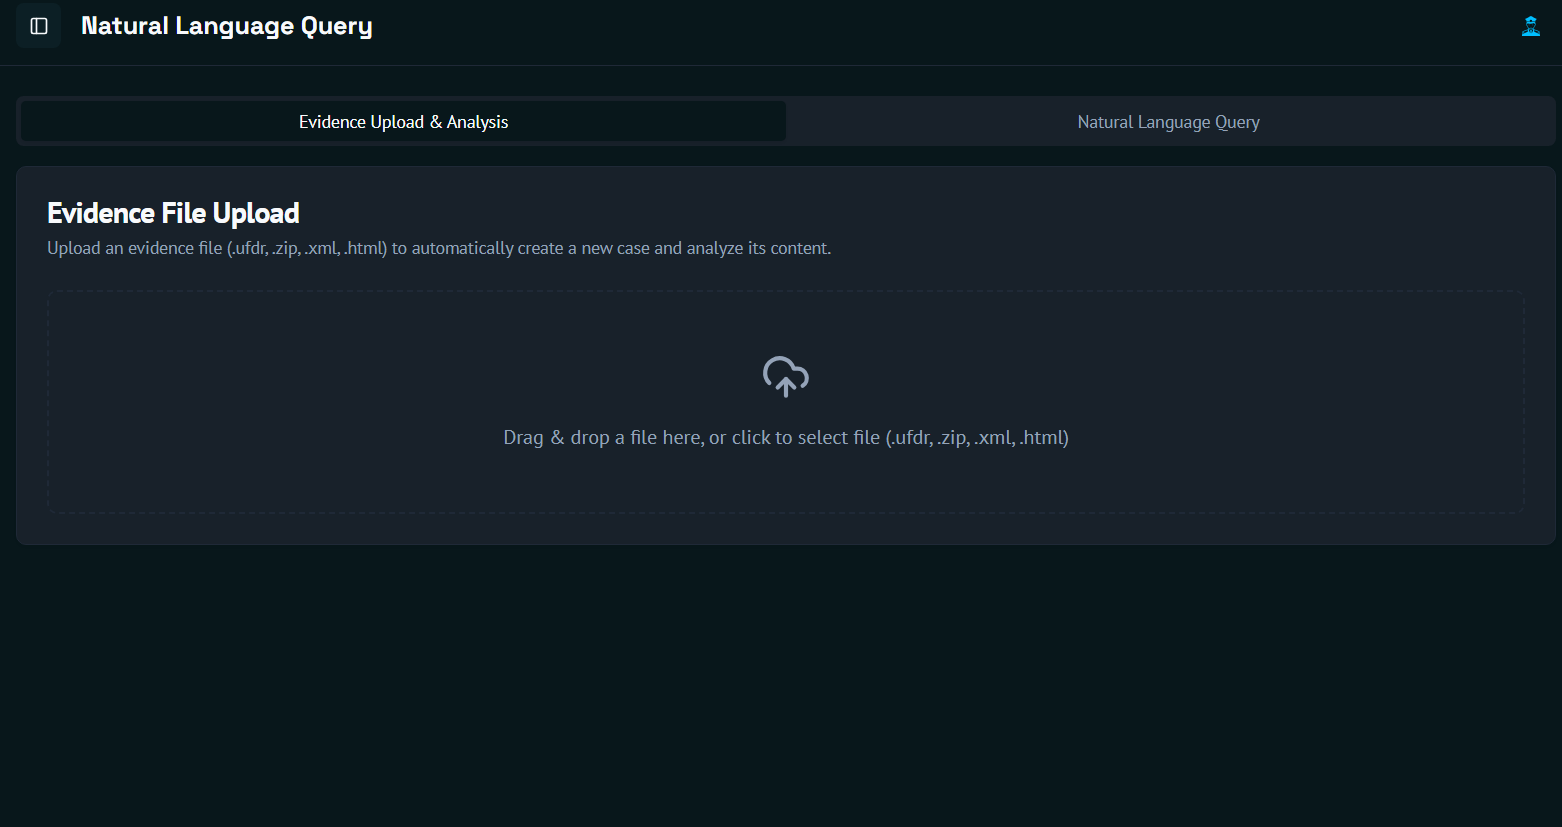 Natural Language Query
Evidence Upload & Analysis
Natural Language Query
Evidence File Upload
Upload an evidence file (.ufdr, .zip, .xml, .html) to automatically create a new case and analyze its content.
Drag & drop a file here, or click to select file (.ufdr, .zip, .xml, .html)